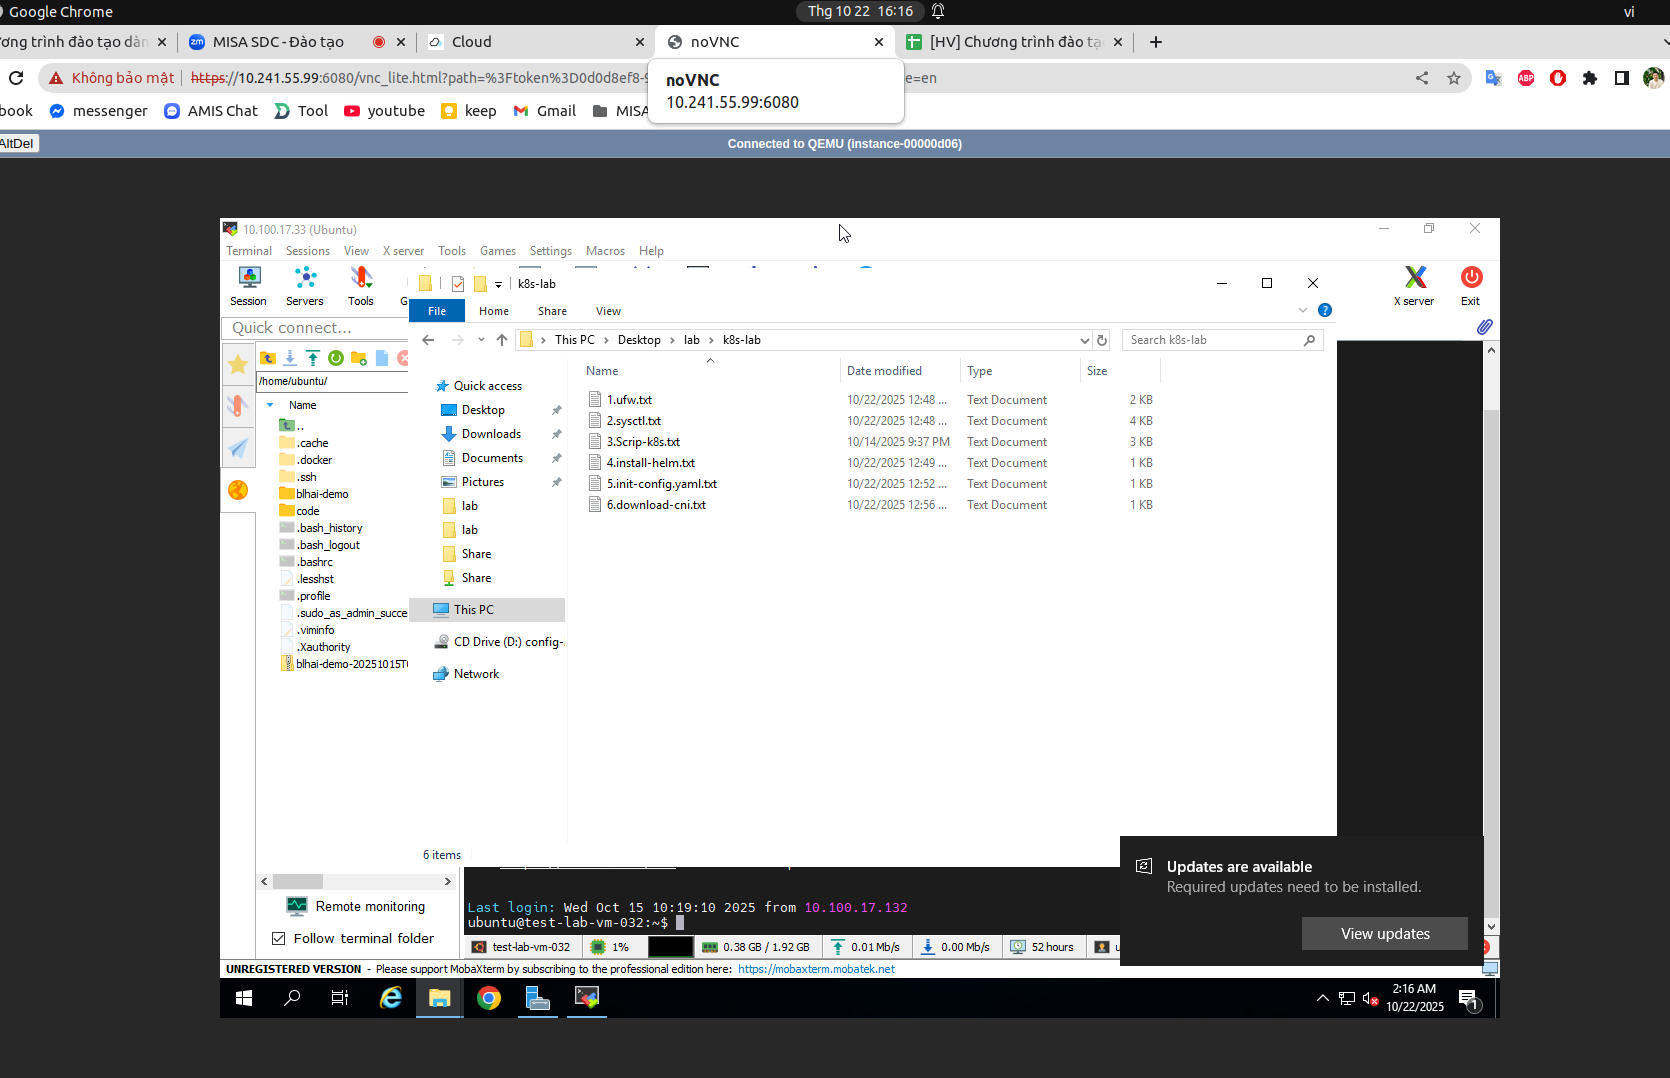 Google Chrome
Thg 10 22 16:16
vi
ơng trình đào tạo dàn
MISA SDC - Đào tạo
Cloud
noVNC
[HV] Chương trình đào tạ
Không bảo mật
https://10.241.55.99:6080/vnc_lite.html?path=%3Ftoken%3D0d0d8ef8-9
e=en
noVNC
10.241.55.99:6080
book
messenger
AMIS Chat
Tool
youtube
keep
Gmail
MISA
AltDel
Connected to QEMU (instance-00000d06)
10.100.17.33 (Ubuntu)
Terminal Sessions View X server Tools Games Settings Macros Help
Session
Servers
Tools
G
X server
Exit
Quick connect...
/home/ubuntu/
Name
..
.cache
.docker
.ssh
blhai-demo
code
.bash_history
.bash_logout
.bashrc
.lesshst
.profile
.sudo_as_admin_succe
.viminfo
.Xauthority
blhai-demo-20251015T
Remote monitoring
Follow terminal folder
k8s-lab
File Home Share View
This PC > Desktop > lab > k8s-lab
Search k8s-lab
Quick access
Desktop
Downloads
Documents
Pictures
lab
lab
Share
Share
This PC
CD Drive (D:) config-
Network
Name Date modified Type Size
1.ufw.txt 10/22/2025 12:48 ... Text Document 2 KB
2.sysctl.txt 10/22/2025 12:48 ... Text Document 4 KB
3.Scrip-k8s.txt 10/14/2025 9:37 PM Text Document 3 KB
4.install-helm.txt 10/22/2025 12:49 ... Text Document 1 KB
5.init-config.yaml.txt 10/22/2025 12:52 ... Text Document 1 KB
6.download-cni.txt 10/22/2025 12:56 ... Text Document 1 KB
6 items
Last login: Wed Oct 15 10:19:10 2025 from 10.100.17.132
ubuntu@test-lab-vm-032:~$
test-lab-vm-032 1% 0.38 GB / 1.92 GB 0.01 Mb/s 0.00 Mb/s 52 hours u
Updates are available
Required updates need to be installed.
View updates
UNREGISTERED VERSION - Please support MobaXterm by subscribing to the professional edition here: https://mobaxterm.mobatek.net
2:16 AM
10/22/2025
1